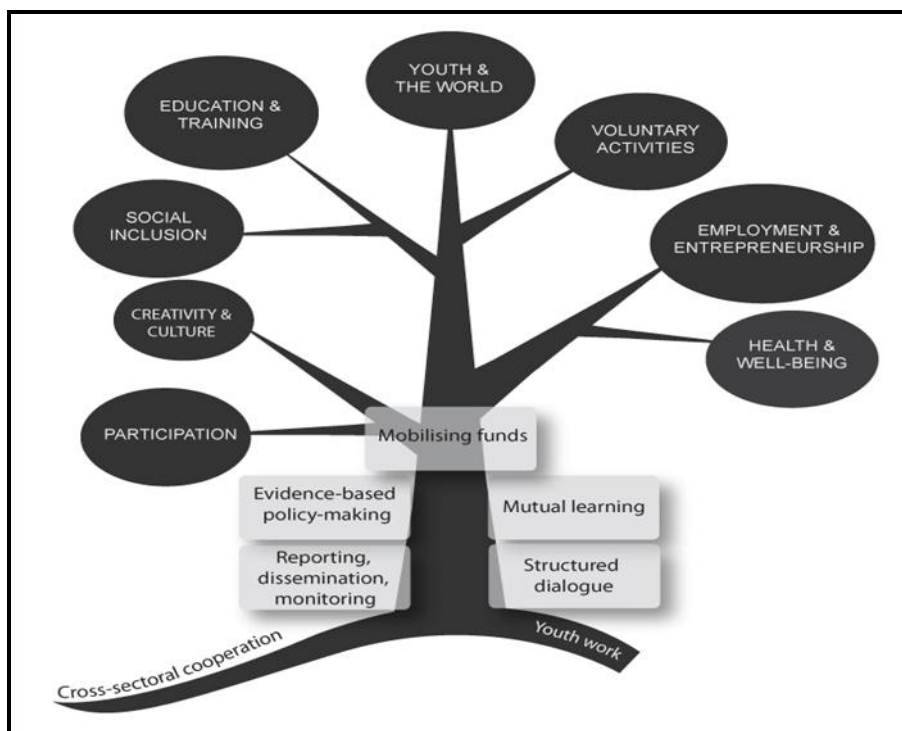 YOUTH &
THE WORLD
EDUCATION &
TRAINING
VOLUNTARY
ACTIVITIES
SOCIAL
INCLUSION
EMPLOYMENT &
ENTREPRENEURSHIP
CREATIVITY &
CULTURE
HEALTH &
WELL-BEING
PARTICIPATION
Mobilising funds
Evidence-based
policy-making
Mutual learning
Reporting,
dissemination,
monitoring
Structured
dialogue
Cross-sectoral cooperation
Youth work